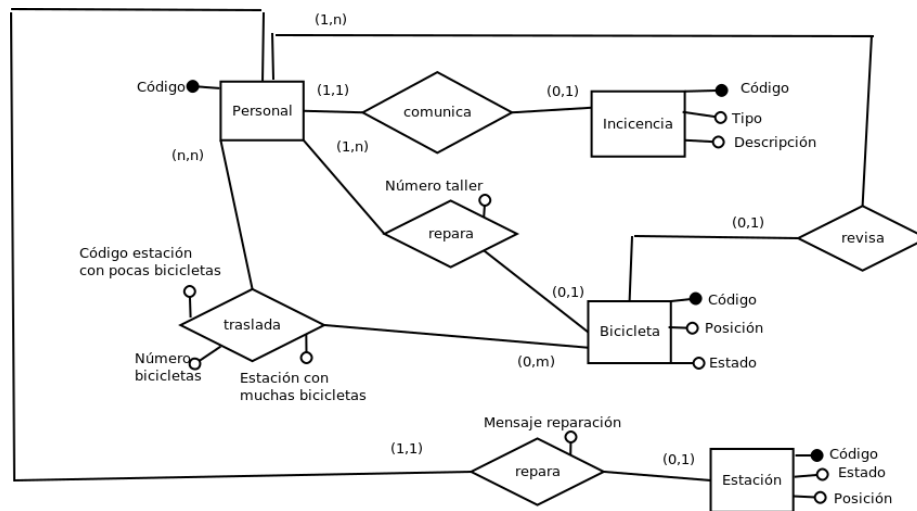 (1,n)
Código
Personal
(1,1)
comunica
(0,1)
Incicencia
Código
Tipo
Descripción
(n,n)
(1,n)
Número taller
repara
(0,1)
revisa
Código estación
con pocas bicicletas
traslada
Número
bicicletas
Estación con
muchas bicicletas
(0,1)
(0,m)
Bicicleta
Código
Posición
Estado
Mensaje reparación
(1,1)
repara
(0,1)
Estación
Código
Estado
Posición